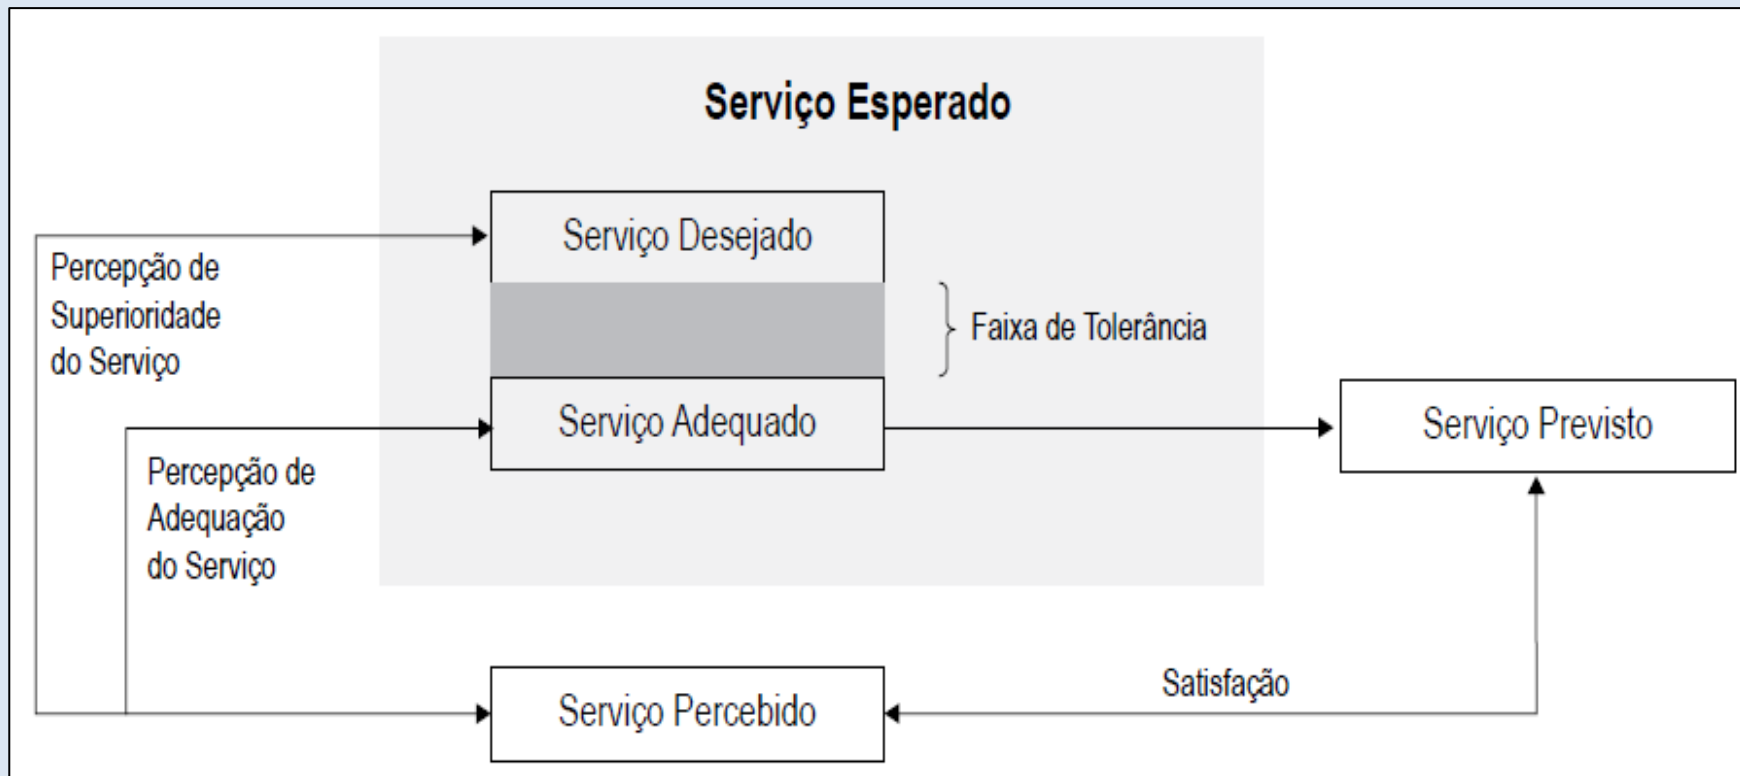 Serviço Esperado
Serviço Desejado
Percepção de
Superioridade
do Serviço
Faixa de Tolerância
Serviço Adequado
Serviço Previsto
Percepção de
Adequação
do Serviço
Serviço Percebido
Satisfação